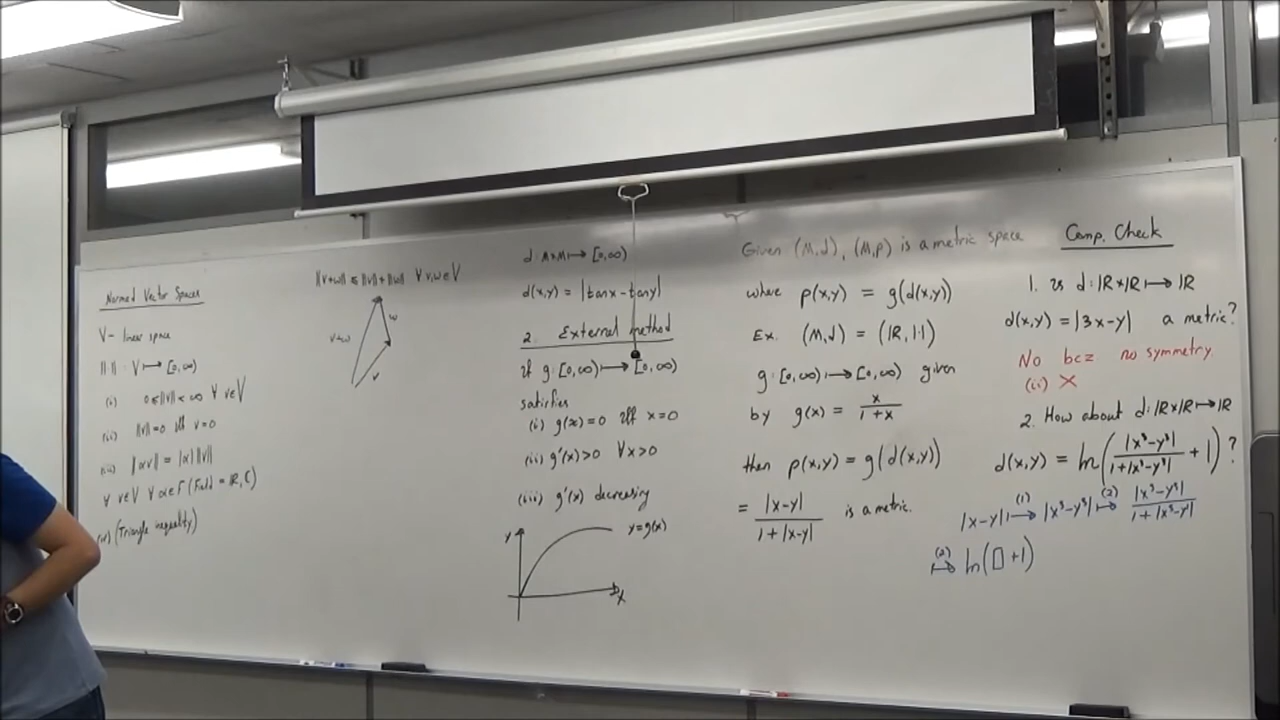 Normed Vector Spaces
V - linear space
||·|| : V ↦ [0,∞)
(i) 0≤||v||<∞ ∀ v∈V
(ii) ||v||=0 iff v=0
(iii) ||αv|| = |α| ||v||
∀ v∈V ∀ α∈F (Field = ℝ, ℂ)
(iv) (Triangle inequality)
||v+w|| ≤ ||v|| + ||w|| ∀ v,w∈V
v+w
w
v
d: M×M ↦ [0,∞)
d(x,y) = |tanx - tany|
2. External method
If g: [0,∞) ↦ [0,∞)
satisfies
(i) g(x)=0 iff x=0
(ii) g'(x)>0 ∀x>0
(iii) g'(x) decreasing
y
y=g(x)
x
Given (M,d), (M,ρ) is a metric space
where ρ(x,y) = g(d(x,y))
Ex. (M,d) = (ℝ,|·|)
g: [0,∞) ↦ [0,∞) given
by g(x) = x/(1+x)
then ρ(x,y) = g(d(x,y))
= |x-y|/(1+|x-y|) is a metric.
Comp. Check
1. Is d: ℝ×ℝ ↦ ℝ
d(x,y) = |3x-y| a metric?
No bcz no symmetry.
(ii) ×
2. How about d: ℝ×ℝ ↦ ℝ
d(x,y) = ln(|x³-y³|/(1+|x³-y³|) + 1)?
|x-y| ↦(1) |x³-y³| ↦(2) |x³-y³|/(1+|x³-y³|)
↦(2) ln(□+1)